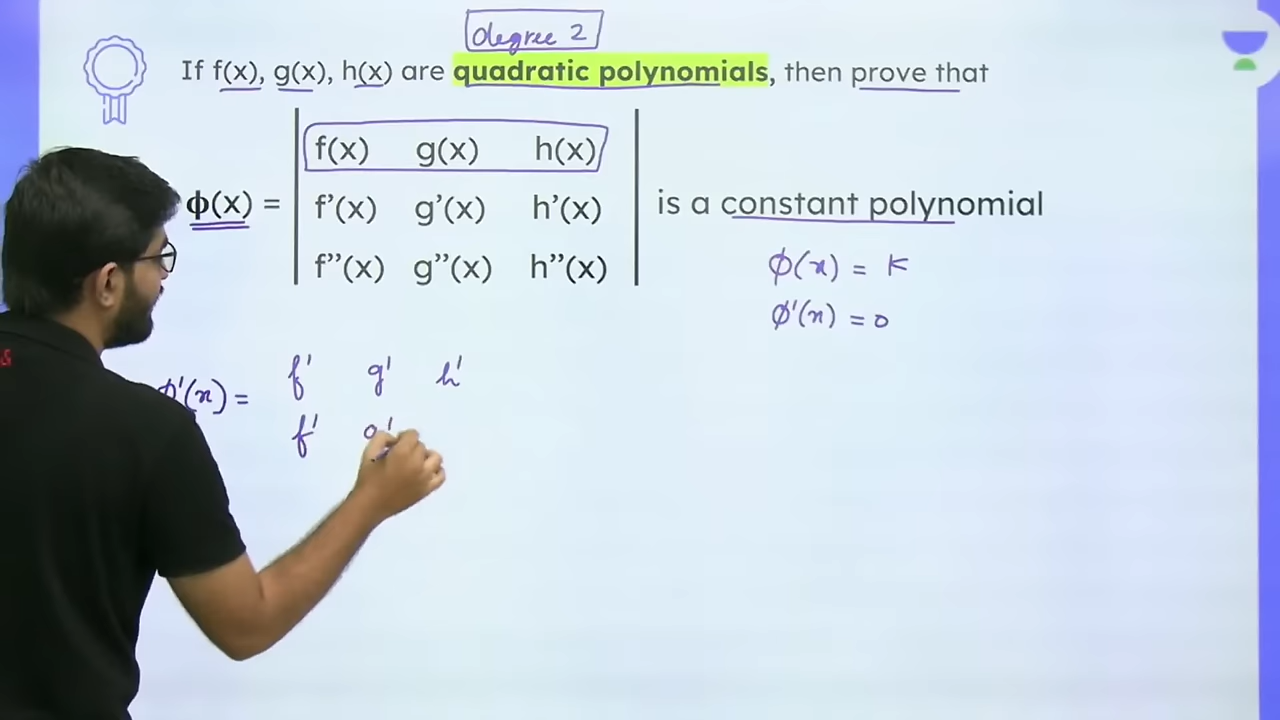 degree 2
If f(x), g(x), h(x) are quadratic polynomials, then prove that
f(x) g(x) h(x)
ϕ(x) = f'(x) g'(x) h'(x) is a constant polynomial
f''(x) g''(x) h''(x)
ϕ(x) = K
ϕ'(x) = 0
ϕ'(x) = f' g' h'
f' g'